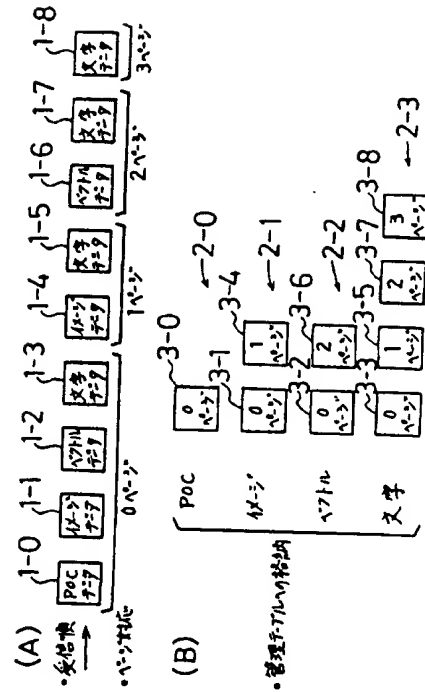 (A)
・受信順
1-0 1-1 1-2 1-3 1-4 1-5 1-6 1-7 1-8
POCデータ イメージデータ ベクトルデータ 文字データ イメージデータ 文字データ ベクトルデータ 文字データ 文字データ
・ページ対応
0ページ 1ページ 2ページ 3ページ
(B)
・管理テーブルへの格納
POC 0ページ 3-0 2-0
イメージ 0ページ 3-1 1ページ 3-4 2-1
ベクトル 0ページ 3-2 2ページ 3-6 2-2
文字 0ページ 3-3 1ページ 3-5 2ページ 3-7 3ページ 3-8 2-3